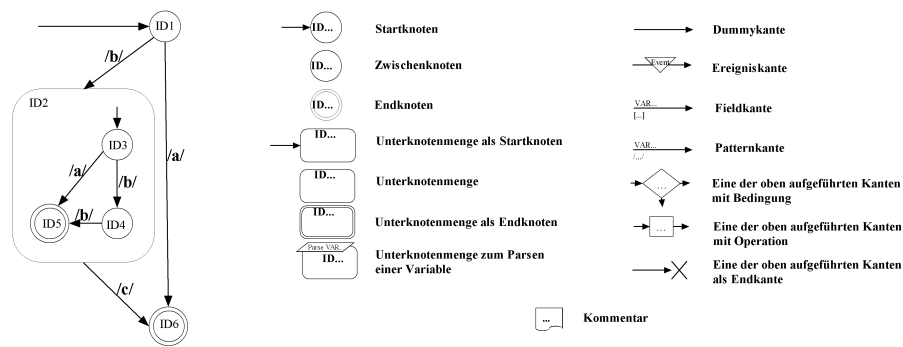 ID1
/b/
ID2
ID3
/a/
/a/
/b/
/b/
ID5
ID4
/c/
ID6
ID...
Startknoten
ID...
Zwischenknoten
ID...
Endknoten
ID...
Unterknotenmenge als Startknoten
ID...
Unterknotenmenge
ID...
Unterknotenmenge als Endknoten
Parse VAR...
ID...
Unterknotenmenge zum Parsen
einer Variable
Dummykante
Event
Ereigniskante
VAR...
[...]
Fieldkante
VAR...
/.../
Patternkante
...
Eine der oben aufgeführten Kanten
mit Bedingung
...
Eine der oben aufgeführten Kanten
mit Operation
Eine der oben aufgeführten Kanten
als Endkante
...
Kommentar